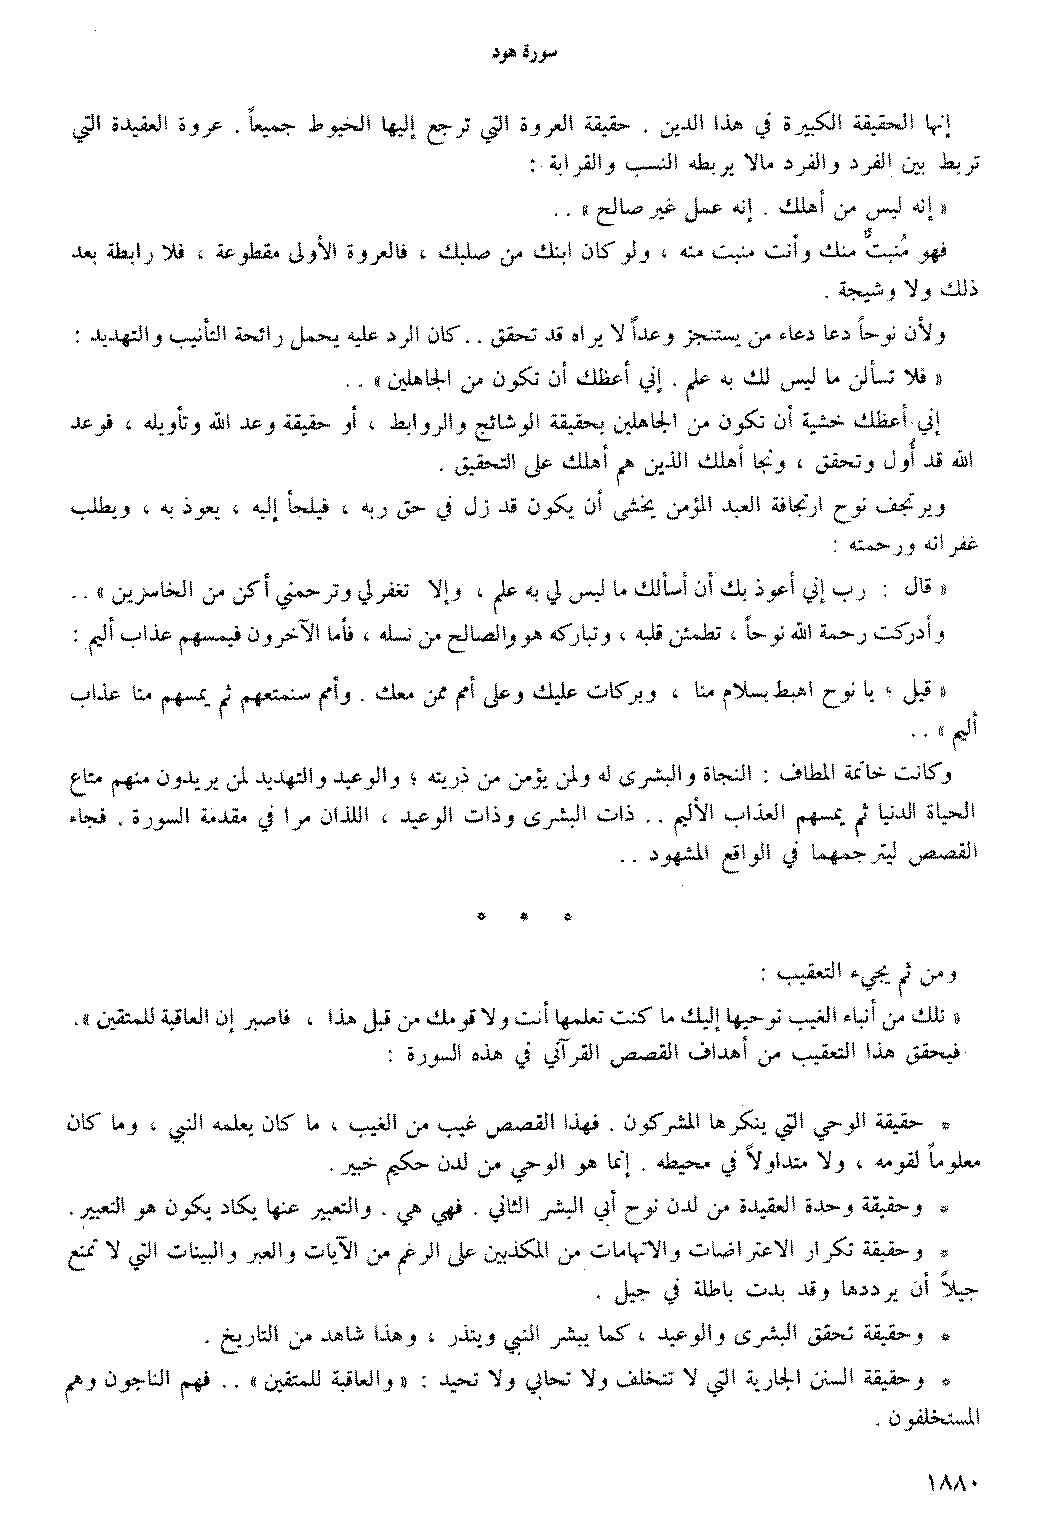 سورة هود
إنها الحقيقة الكبيرة في هذا الدين . حقيقة العروة التي ترجع إليها الخيوط جميعاً . عروة العقيدة التي
تربط بين الفرد والفرد مالا يربطه النسب والقرابة :
« إنه ليس من أهلك . إنه عمل غير صالح » . .
فهو مُنبتٌّ منك وأنت منبت منه ، ولو كان ابنك من صلبك ، فالعروة الأولى مقطوعة ، فلا رابطة بعد
ذلك ولا وشيجة .
ولأن نوحاً دعا دعاء من يستنجز وعداً لا يراه قد تحقق . . كان الرد عليه يحمل رائحة التأنيب والتهديد :
« فلا تسألن ما ليس لك به علم . إني أعظك أن تكون من الجاهلين » . .
إني أعظك خشية أن تكون من الجاهلين بحقيقة الوشائج والروابط ، أو حقيقة وعد الله وتأويله ، فوعد
الله قد أُول وتحقق ، ونجا أهلك الذين هم أهلك على التحقيق .
ويرتجف نوح ارتجافة العبد المؤمن يخشى أن يكون قد زل في حق ربه ، فيلجأ إليه ، يعوذ به ، ويطلب
غفرانه ورحمته :
« قال : رب إني أعوذ بك أن أسألك ما ليس لي به علم ، وإلا تغفر لي وترحمني أكن من الخاسرين » . .
وأدركت رحمة الله نوحاً ، تطمئن قلبه ، وتباركه هو والصالح من نسله ، فأما الآخرون فيمسهم عذاب أليم :
« قيل ؛ يا نوح اهبط بسلام منا ، وبركات عليك وعلى أمم ممن معك . وأمم سنمتعهم ثم يمسهم منا عذاب
أليم » . .
وكانت خاتمة المطاف : النجاة والبشرى له ولمن يؤمن من ذريته ؛ والوعيد والتهديد لمن يريدون منهم متاع
الحياة الدنيا ثم يمسهم العذاب الأليم . . ذات البشرى وذات الوعيد ، اللذان مرا في مقدمة السورة . فجاء
القصص ليترجمهما في الواقع المشهود . .
* * *
ومن ثم يجيء التعقيب :
« تلك من أنباء الغيب نوحيها إليك ما كنت تعلمها أنت ولا قومك من قبل هذا ، فاصبر إن العاقبة للمتقين ».
فيحقق هذا التعقيب من أهداف القصص القرآني في هذه السورة :
* حقيقة الوحي التي ينكرها المشركون . فهذا القصص غيب من الغيب ، ما كان يعلمه النبي ، وما كان
معلوماً لقومه ، ولا متداولاً في محيطه . إنما هو الوحي من لدن حكيم خبير .
* وحقيقة وحدة العقيدة من لدن نوح أبي البشر الثاني . فهي هي . والتعبير عنها يكاد يكون هو التعبير .
* وحقيقة تكرار الاعتراضات والاتهامات من المكذبين على الرغم من الآيات والعبر والبينات التي لا تمنع
جيلاً أن يرددها وقد بدت باطلة في جيل .
* وحقيقة تحقق البشرى والوعيد ، كما يبشر النبي وينذر ، وهذا شاهد من التاريخ .
* وحقيقة السنن الجارية التي لا تتخلف ولا تحابي ولا تحيد : « والعاقبة للمتقين » . . فهم الناجون وهم
المستخلفون .
١٨٨٠